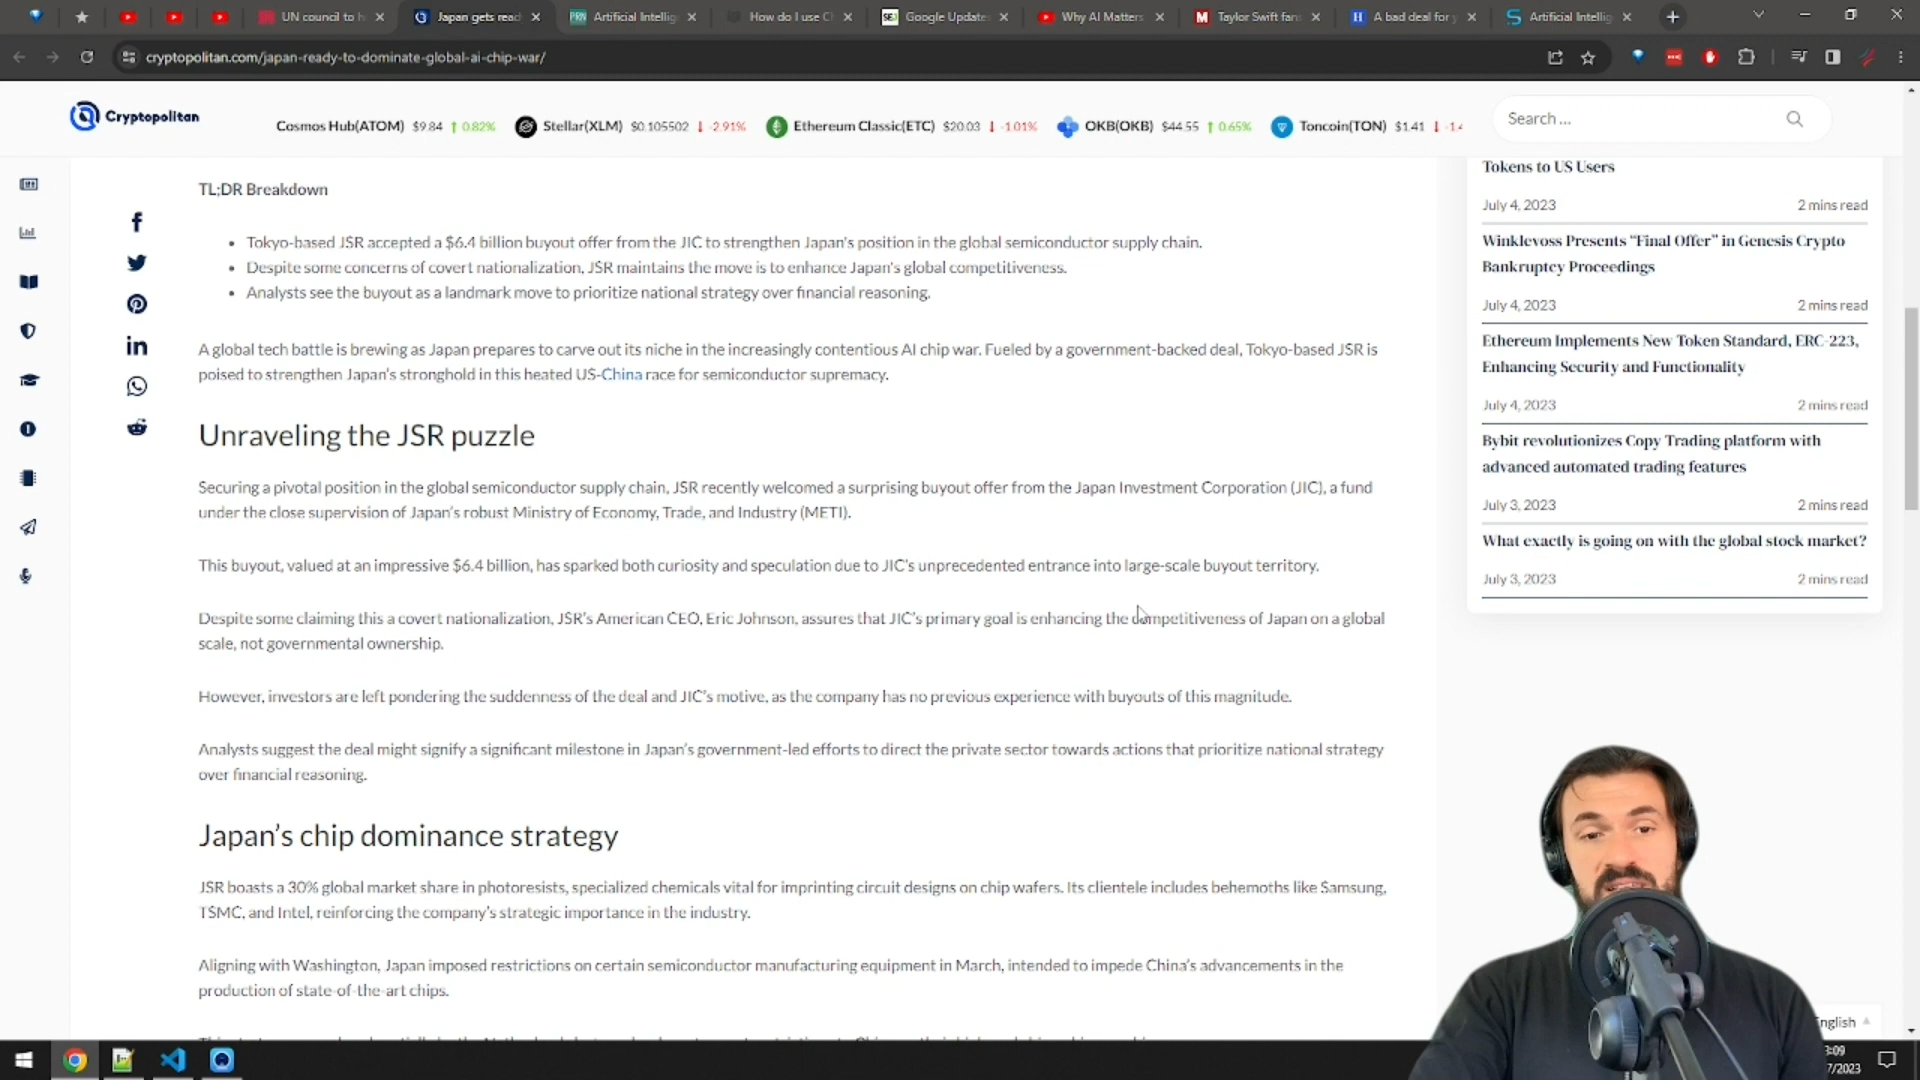 UN council to h
Japan gets read
PRN Artificial Intellig
How do I use C
SEJ Google Update
Why AI Matters
M Taylor Swift fan
H A bad deal for y
Artificial Intellig
cryptopolitan.com/japan-ready-to-dominate-global-ai-chip-war/
Cryptopolitan
Cosmos Hub(ATOM) $9.84 ↑ 0.82% Stellar(XLM) $0.105502 ↓ -2.91% Ethereum Classic(ETC) $20.03 ↓ -1.01% OKB(OKB) $44.55 ↑ 0.65% Toncoin(TON) $1.41 ↓ -1.4
Search ...
TL;DR Breakdown
• Tokyo-based JSR accepted a $6.4 billion buyout offer from the JIC to strengthen Japan's position in the global semiconductor supply chain.
• Despite some concerns of covert nationalization, JSR maintains the move is to enhance Japan's global competitiveness.
• Analysts see the buyout as a landmark move to prioritize national strategy over financial reasoning.
A global tech battle is brewing as Japan prepares to carve out its niche in the increasingly contentious AI chip war. Fueled by a government-backed deal, Tokyo-based JSR is
poised to strengthen Japan's stronghold in this heated US-China race for semiconductor supremacy.
Unraveling the JSR puzzle
Securing a pivotal position in the global semiconductor supply chain, JSR recently welcomed a surprising buyout offer from the Japan Investment Corporation (JIC), a fund
under the close supervision of Japan's robust Ministry of Economy, Trade, and Industry (METI).
This buyout, valued at an impressive $6.4 billion, has sparked both curiosity and speculation due to JIC's unprecedented entrance into large-scale buyout territory.
Despite some claiming this a covert nationalization, JSR's American CEO, Eric Johnson, assures that JIC's primary goal is enhancing the competitiveness of Japan on a global
scale, not governmental ownership.
However, investors are left pondering the suddenness of the deal and JIC's motive, as the company has no previous experience with buyouts of this magnitude.
Analysts suggest the deal might signify a significant milestone in Japan's government-led efforts to direct the private sector towards actions that prioritize national strategy
over financial reasoning.
Japan's chip dominance strategy
JSR boasts a 30% global market share in photoresists, specialized chemicals vital for imprinting circuit designs on chip wafers. Its clientele includes behemoths like Samsung,
TSMC, and Intel, reinforcing the company's strategic importance in the industry.
Aligning with Washington, Japan imposed restrictions on certain semiconductor manufacturing equipment in March, intended to impede China's advancements in the
production of state-of-the-art chips.
Tokens to US Users
July 4, 2023 2 mins read
Winklevoss Presents "Final Offer" in Genesis Crypto
Bankruptcy Proceedings
July 4, 2023 2 mins read
Ethereum Implements New Token Standard, ERC-223,
Enhancing Security and Functionality
July 4, 2023 2 mins read
Bybit revolutionizes Copy Trading platform with
advanced automated trading features
July 3, 2023 2 mins read
What exactly is going on with the global stock market?
July 3, 2023 2 mins read
nglish
3:09
7/2023